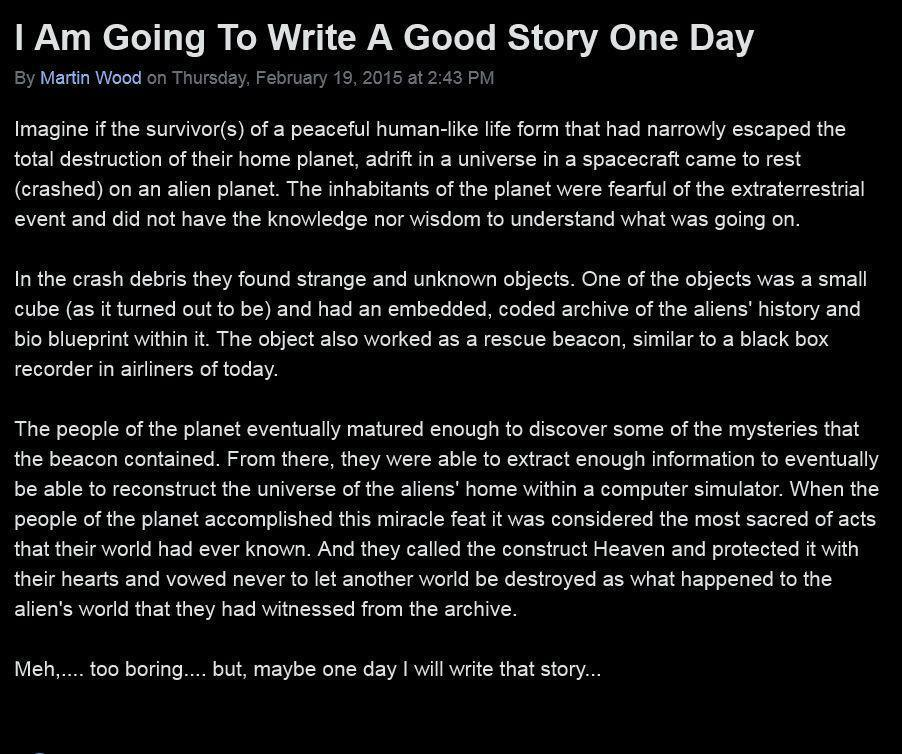 I Am Going To Write A Good Story One Day
By Martin Wood on Thursday, February 19, 2015 at 2:43 PM
Imagine if the survivor(s) of a peaceful human-like life form that had narrowly escaped the
total destruction of their home planet, adrift in a universe in a spacecraft came to rest
(crashed) on an alien planet. The inhabitants of the planet were fearful of the extraterrestrial
event and did not have the knowledge nor wisdom to understand what was going on.
In the crash debris they found strange and unknown objects. One of the objects was a small
cube (as it turned out to be) and had an embedded, coded archive of the aliens' history and
bio blueprint within it. The object also worked as a rescue beacon, similar to a black box
recorder in airliners of today.
The people of the planet eventually matured enough to discover some of the mysteries that
the beacon contained. From there, they were able to extract enough information to eventually
be able to reconstruct the universe of the aliens' home within a computer simulator. When the
people of the planet accomplished this miracle feat it was considered the most sacred of acts
that their world had ever known. And they called the construct Heaven and protected it with
their hearts and vowed never to let another world be destroyed as what happened to the
alien's world that they had witnessed from the archive.
Meh,.... too boring.... but, maybe one day I will write that story...